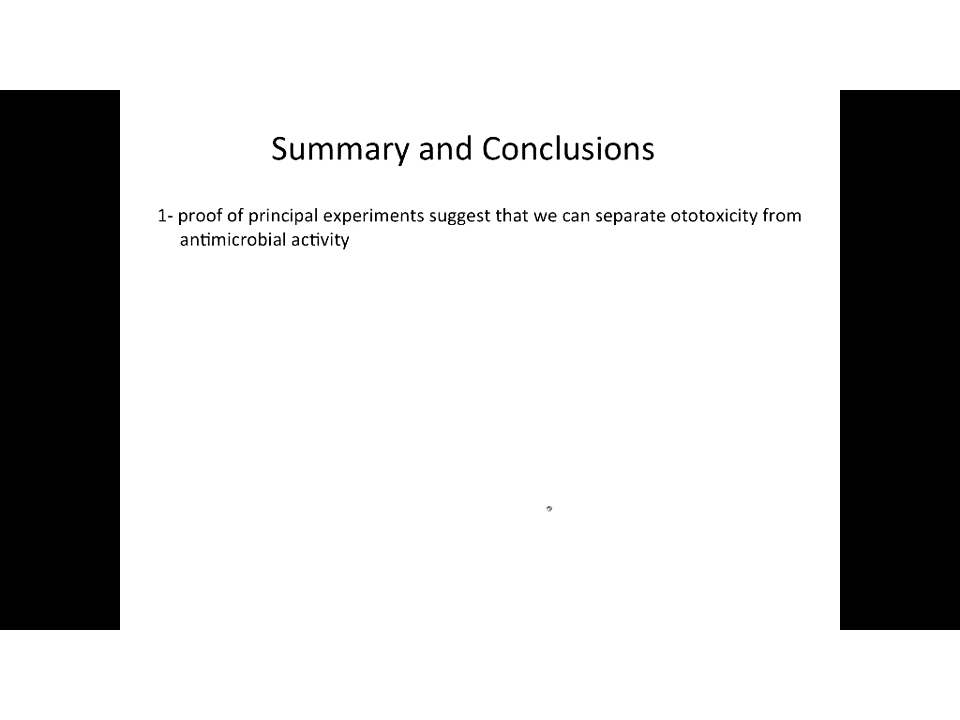 Summary and Conclusions
1- proof of principal experiments suggest that we can separate ototoxicity from
antimicrobial activity